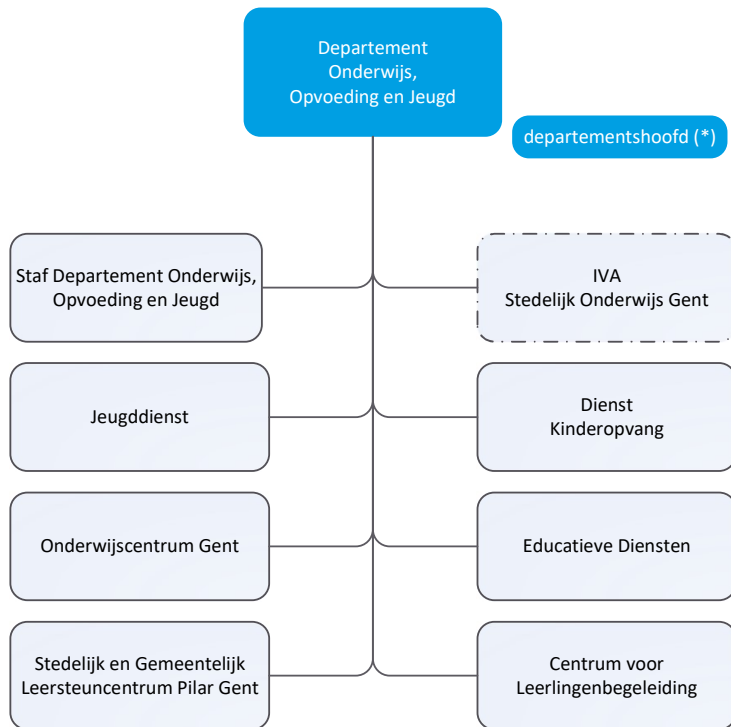 Departement
Onderwijs,
Opvoeding en Jeugd
departementshoofd (*)
Staf Departement Onderwijs,
Opvoeding en Jeugd
IVA
Stedelijk Onderwijs Gent
Jeugddienst
Dienst
Kinderopvang
Onderwijscentrum Gent
Educatieve Diensten
Stedelijk en Gemeentelijk
Leersteuncentrum Pilar Gent
Centrum voor
Leerlingenbegeleiding